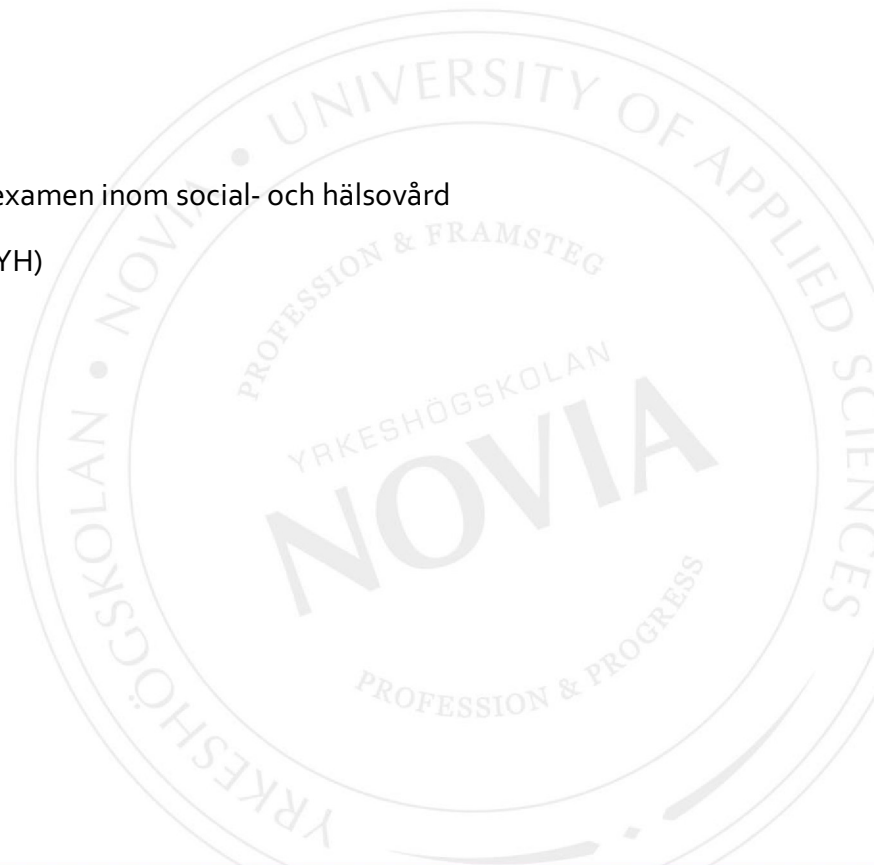 examen inom social- och hälsovård
YH)
YRKESHÖGSKOLAN • NOVIA • UNIVERSITY OF APPLIED SCIENCES
PROFESSION & FRAMSTEG
YRKESHÖGSKOLAN
NOVIA
PROFESSION & PROGRESS